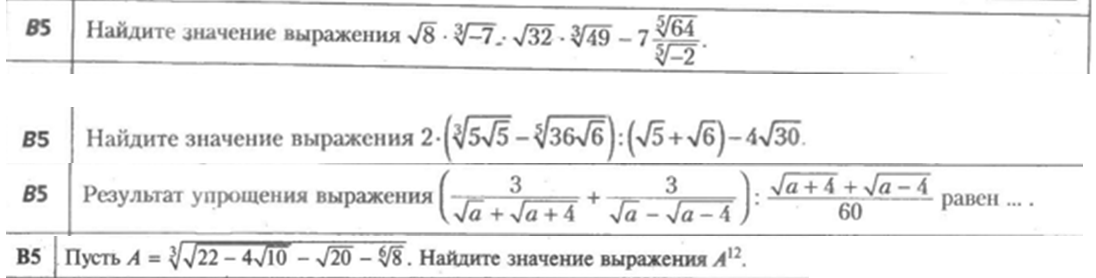 B5 Найдите значение выражения √8 · ∛−7 · √32 · ∛49 − 7 ⁵√64 / ⁵√−2.
B5 Найдите значение выражения 2·(∛(5√5) − ⁵√(36√6)):(√5+√6)−4√30.
B5 Результат упрощения выражения (3/(√a + √(a+4)) + 3/(√a − √(a−4))) : (√(a+4) + √(a−4))/60 равен ... .
B5 Пусть A = ∛(√(22 − 4√10) − √20) − ⁶√8. Найдите значение выражения A¹².